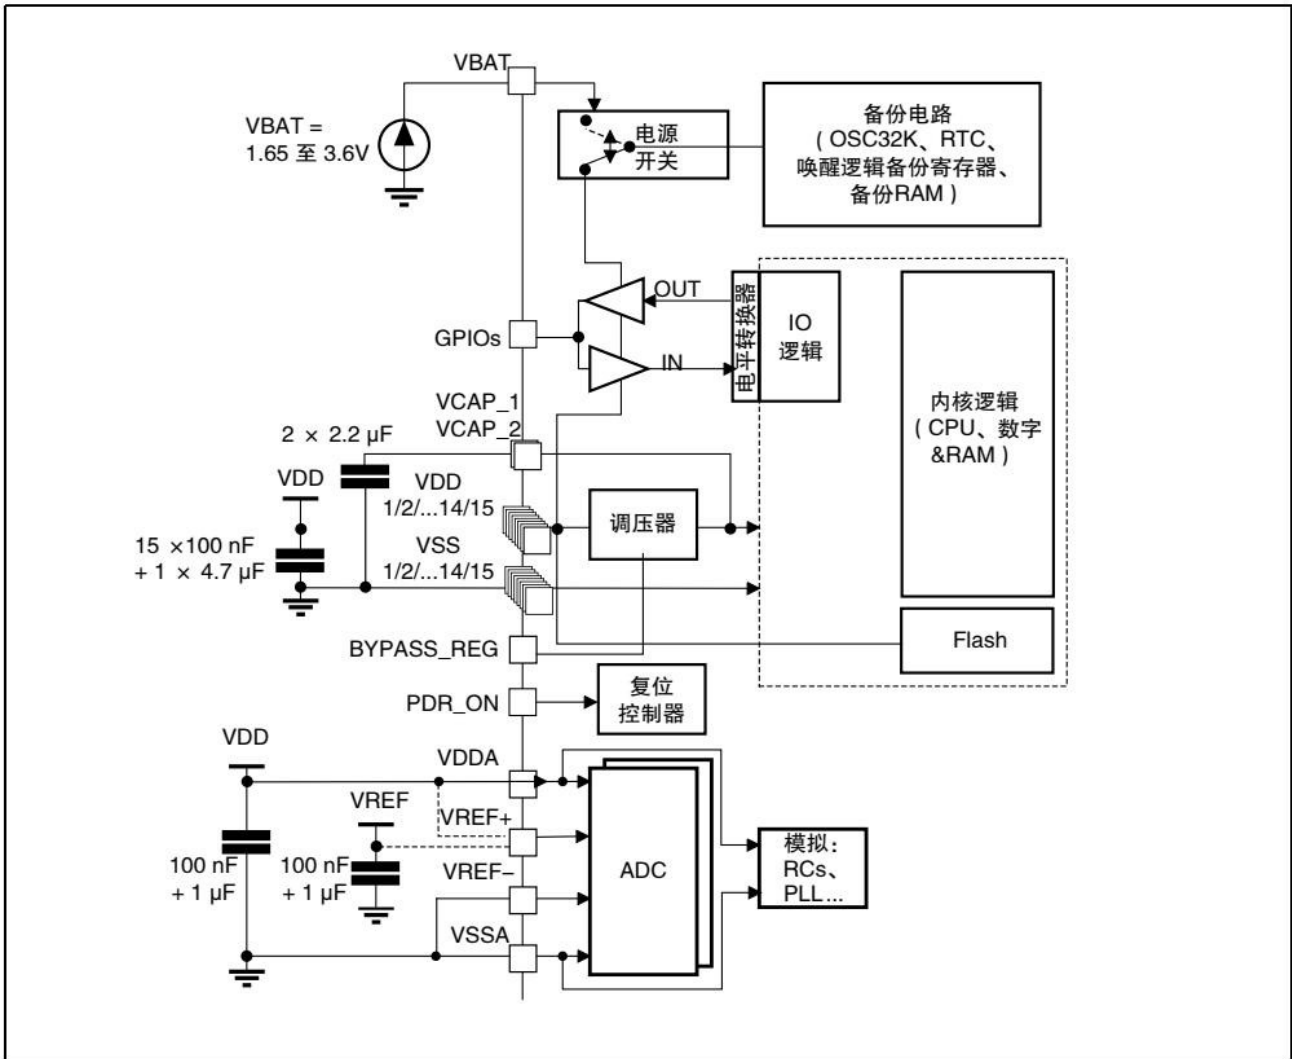 VBAT
VBAT =
1.65 至 3.6V
电源
开关
备份电路
( OSC32K、RTC、
唤醒逻辑备份寄存器、
备份RAM )
OUT
GPIOs
IN
电平转换器
IO
逻辑
内核逻辑
( CPU、数字
&RAM )
VCAP_1
VCAP_2
2 × 2.2 µF
VDD
VDD
1/2/...14/15
调压器
15 ×100 nF
+ 1 × 4.7 µF
VSS
1/2/...14/15
Flash
BYPASS_REG
PDR_ON
复位
控制器
VDD
VDDA
VREF
VREF+
100 nF
+ 1 µF
100 nF
+ 1 µF
VREF–
ADC
模拟：
RCs、
PLL...
VSSA